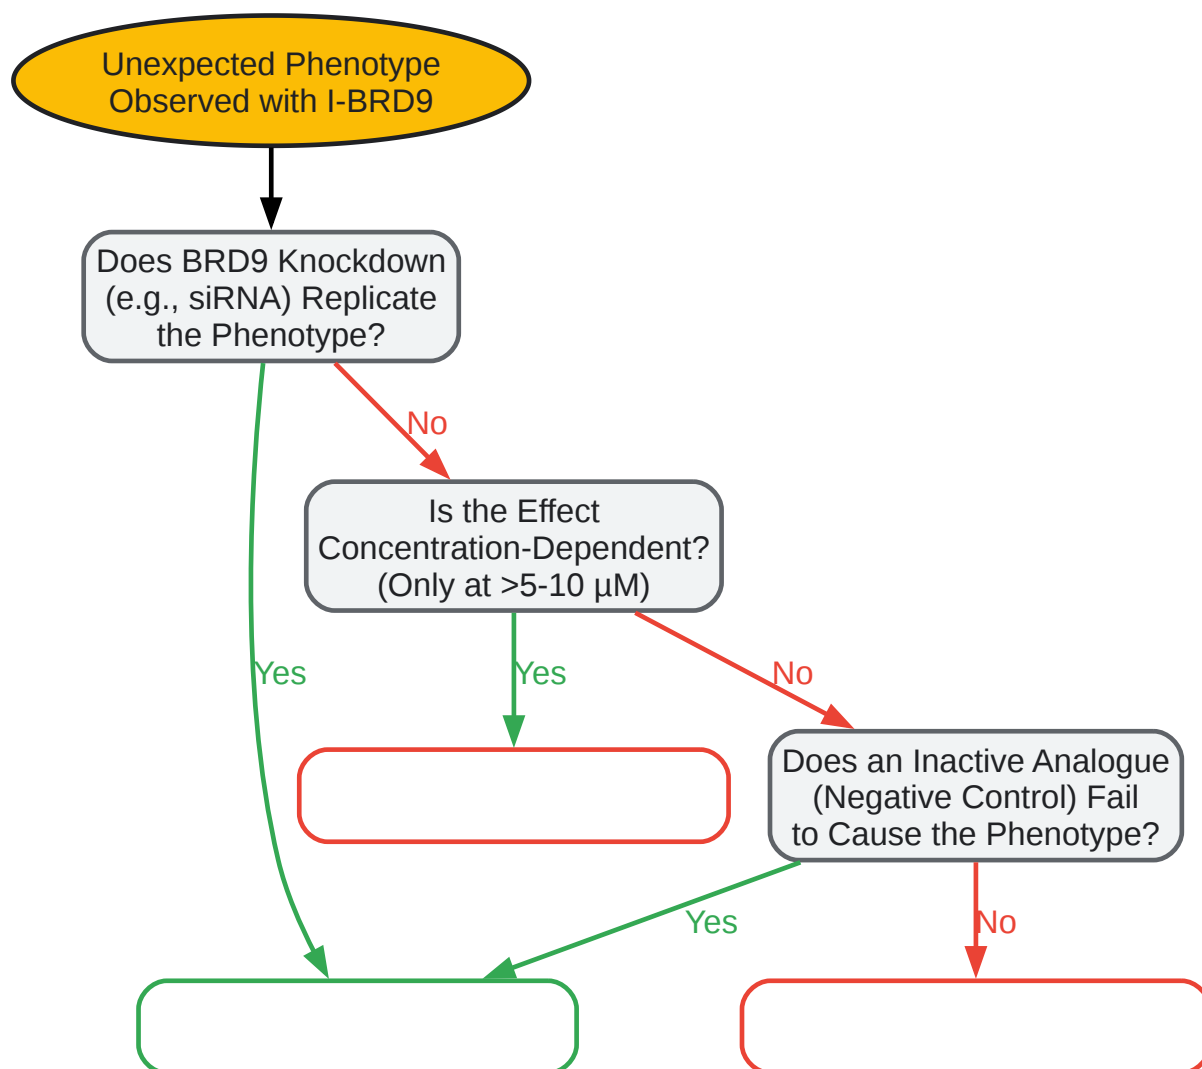 Unexpected Phenotype
Observed with I-BRD9
Does BRD9 Knockdown
(e.g., siRNA) Replicate
the Phenotype?
No
Is the Effect
Concentration-Dependent?
(Only at >5-10 µM)
Yes
Yes
No
Does an Inactive Analogue
(Negative Control) Fail
to Cause the Phenotype?
Yes
No